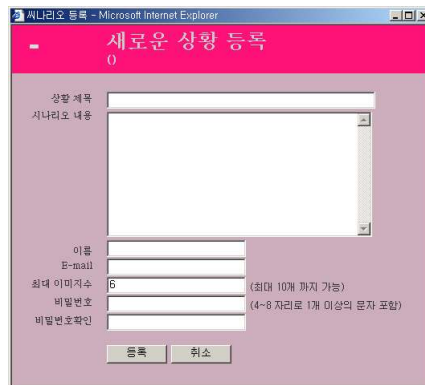 씨나리오 등록 - Microsoft Internet Explorer
새로운 상황 등록
()
상황 제목
시나리오 내용
이름
E-mail
최대 이미지수 6 (최대 10개 까지 가능)
비밀번호 (4~8 자리로 1개 이상의 문자 포함)
비밀번호확인
등록 취소